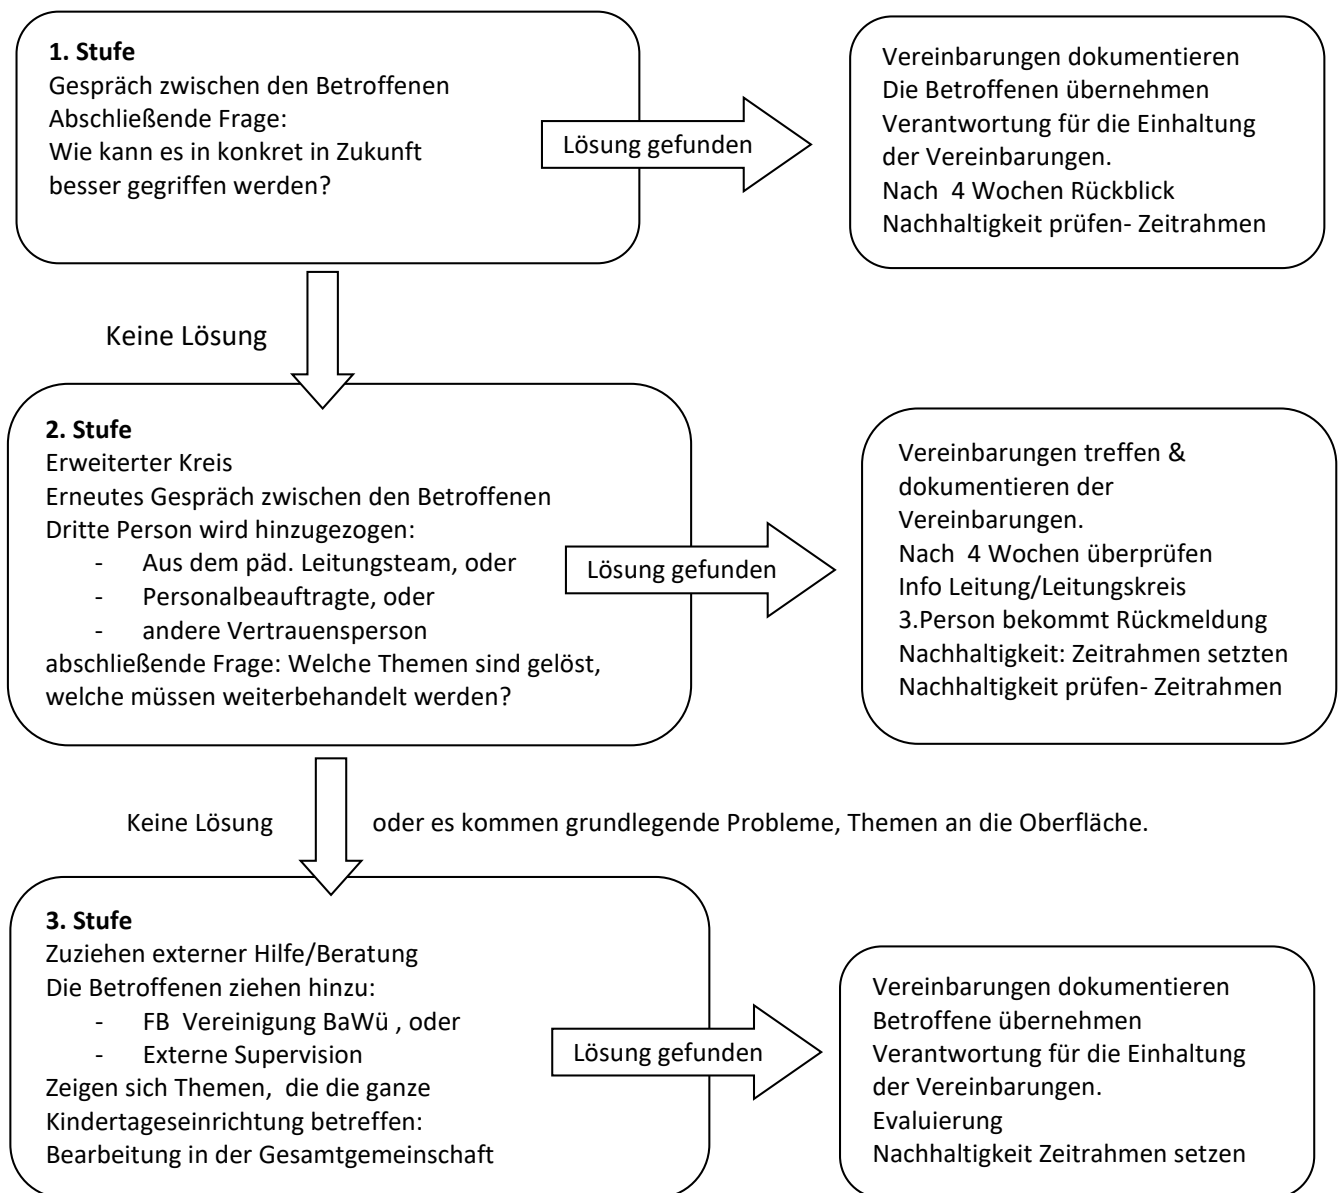 1. Stufe
Gespräch zwischen den Betroffenen
Abschließende Frage:
Wie kann es in konkret in Zukunft
besser gegriffen werden?
Lösung gefunden
Vereinbarungen dokumentieren
Die Betroffenen übernehmen
Verantwortung für die Einhaltung
der Vereinbarungen.
Nach  4 Wochen Rückblick
Nachhaltigkeit prüfen- Zeitrahmen
Keine Lösung
2. Stufe
Erweiterter Kreis
Erneutes Gespräch zwischen den Betroffenen
Dritte Person wird hinzugezogen:
- Aus dem päd. Leitungsteam, oder
- Personalbeauftragte, oder
- andere Vertrauensperson
abschließende Frage: Welche Themen sind gelöst,
welche müssen weiterbehandelt werden?
Lösung gefunden
Vereinbarungen treffen &
dokumentieren der
Vereinbarungen.
Nach  4 Wochen überprüfen
Info Leitung/Leitungskreis
3.Person bekommt Rückmeldung
Nachhaltigkeit: Zeitrahmen setzten
Nachhaltigkeit prüfen- Zeitrahmen
Keine Lösung
oder es kommen grundlegende Probleme, Themen an die Oberfläche.
3. Stufe
Zuziehen externer Hilfe/Beratung
Die Betroffenen ziehen hinzu:
- FB  Vereinigung BaWü , oder
- Externe Supervision
Zeigen sich Themen,  die die ganze
Kindertageseinrichtung betreffen:
Bearbeitung in der Gesamtgemeinschaft
Lösung gefunden
Vereinbarungen dokumentieren
Betroffene übernehmen
Verantwortung für die Einhaltung
der Vereinbarungen.
Evaluierung
Nachhaltigkeit Zeitrahmen setzen